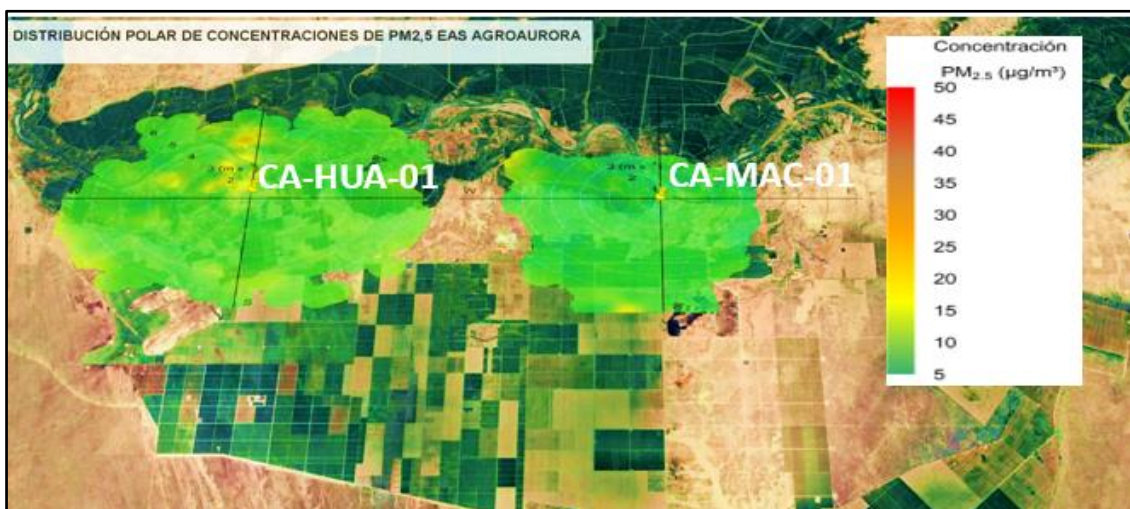 DISTRIBUCIÓN POLAR DE CONCENTRACIONES DE PM2,5 EAS AGROAURORA
Concentración
PM2.5 (µg/m³)
50
45
40
35
30
25
20
15
10
5
CA-HUA-01
CA-MAC-01